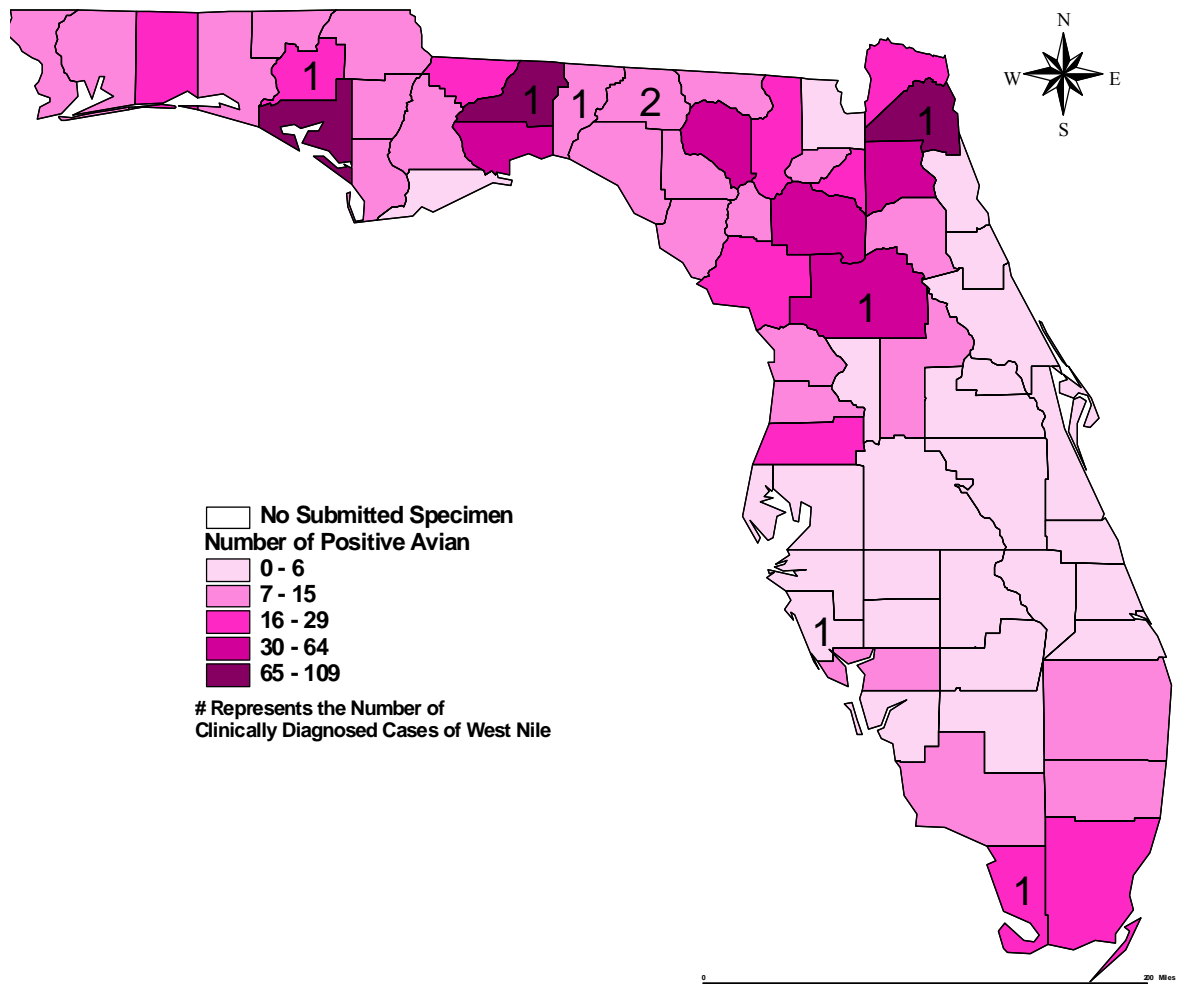 N
W E
S
1
1
1
2
1
1
No Submitted Specimen
Number of Positive Avian
0 - 6
7 - 15
16 - 29
30 - 64
65 - 109
1
# Represents the Number of
Clinically Diagnosed Cases of West Nile
1
0 200 Miles